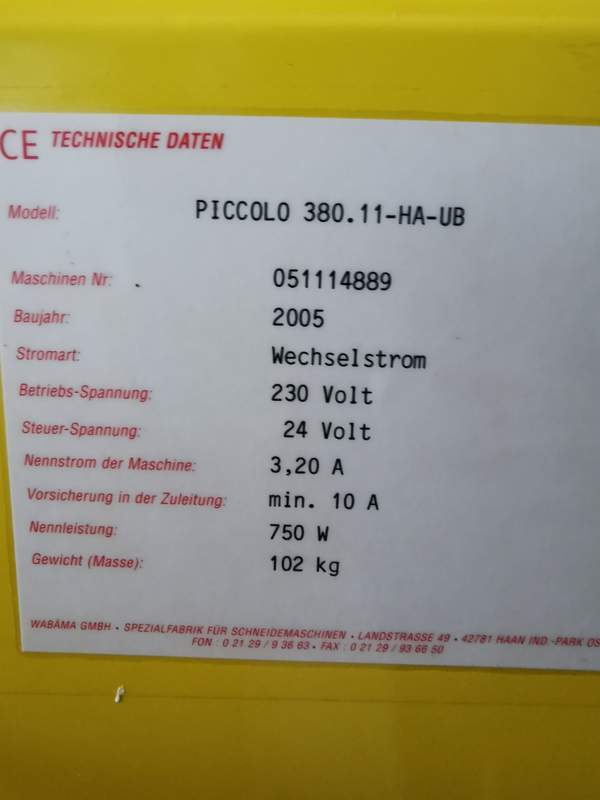 CE TECHNISCHE DATEN
Modell: PICCOLO 380.11-HA-UB
Maschinen Nr: 051114889
Baujahr: 2005
Stromart: Wechselstrom
Betriebs-Spannung: 230 Volt
Steuer-Spannung: 24 Volt
Nennstrom der Maschine: 3,20 A
Vorsicherung in der Zuleitung: min. 10 A
Nennleistung: 750 W
Gewicht (Masse): 102 kg
WABÄMA GMBH • SPEZIALFABRIK FÜR SCHNEIDEMASCHINEN • LANDSTRASSE 49 • 42781 HAAN IND.-PARK OS
FON : 0 21 29 / 9 36 63 • FAX : 0 21 29 / 93 66 50